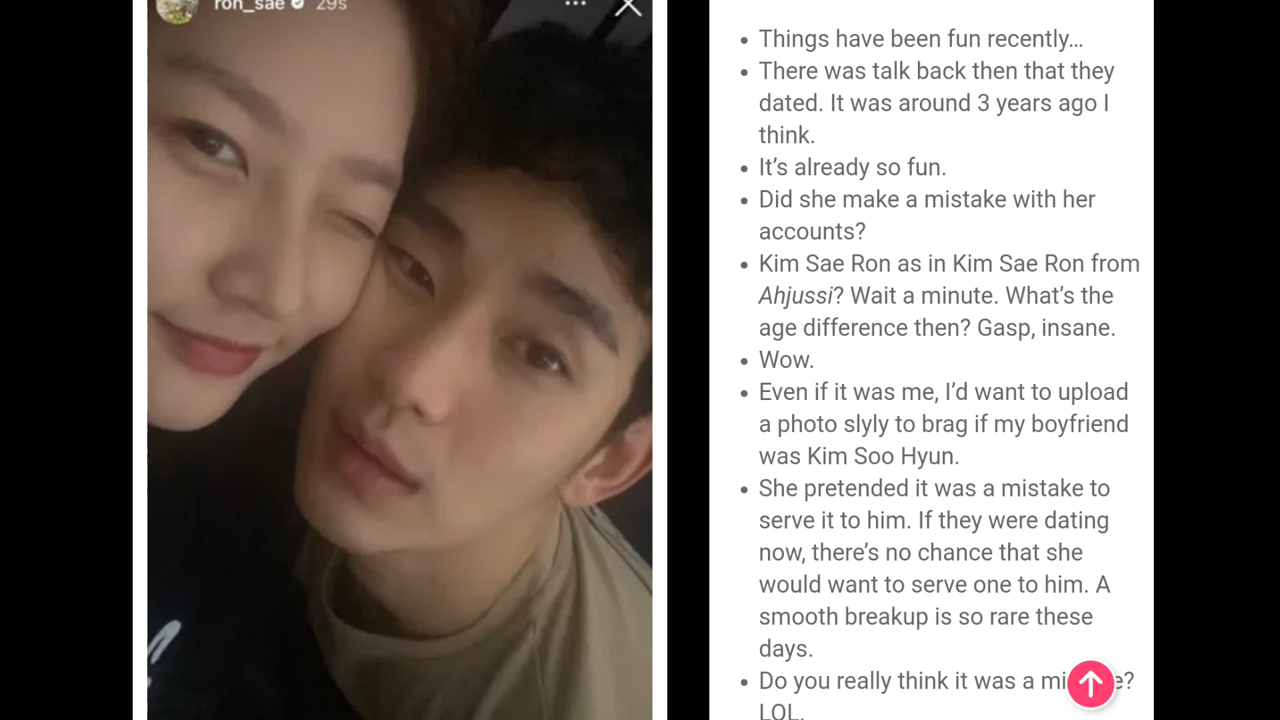 ron_sae 29s
Things have been fun recently…
There was talk back then that they
dated. It was around 3 years ago I
think.
It’s already so fun.
Did she make a mistake with her
accounts?
Kim Sae Ron as in Kim Sae Ron from
Ahjussi? Wait a minute. What’s the
age difference then? Gasp, insane.
Wow.
Even if it was me, I’d want to upload
a photo slyly to brag if my boyfriend
was Kim Soo Hyun.
She pretended it was a mistake to
serve it to him. If they were dating
now, there’s no chance that she
would want to serve one to him. A
smooth breakup is so rare these
days.
Do you really think it was a
LOL.